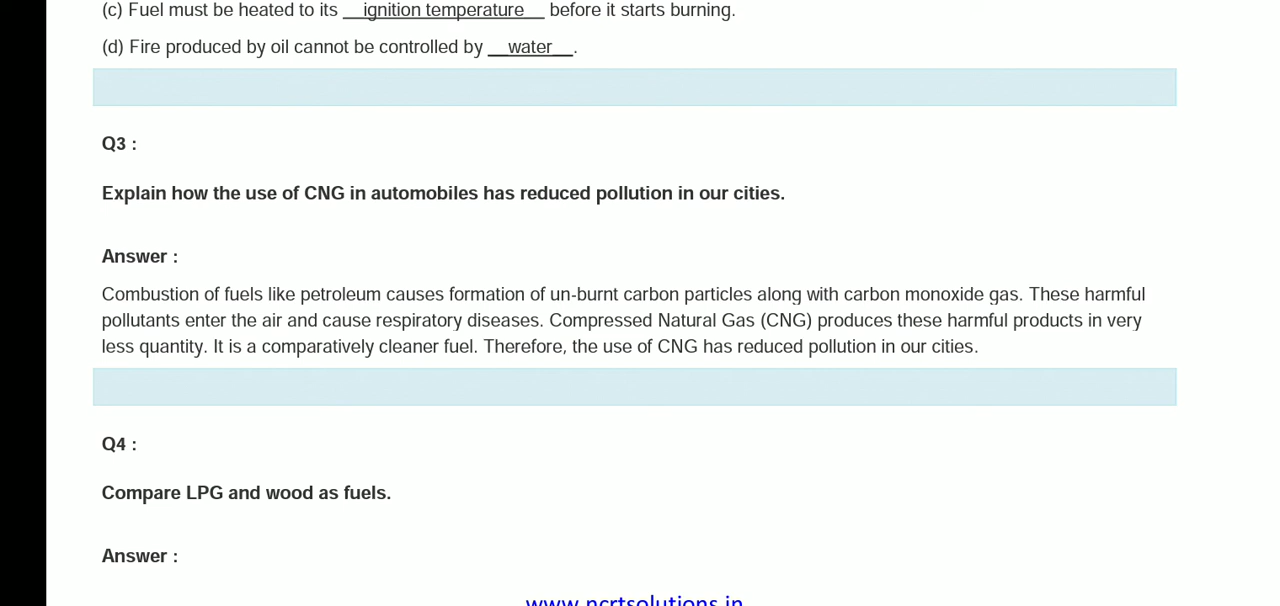 (c) Fuel must be heated to its __ignition temperature__ before it starts burning.
(d) Fire produced by oil cannot be controlled by __water__.
Q3 :
Explain how the use of CNG in automobiles has reduced pollution in our cities.
Answer :
Combustion of fuels like petroleum causes formation of un-burnt carbon particles along with carbon monoxide gas. These harmful
pollutants enter the air and cause respiratory diseases. Compressed Natural Gas (CNG) produces these harmful products in very
less quantity. It is a comparatively cleaner fuel. Therefore, the use of CNG has reduced pollution in our cities.
Q4 :
Compare LPG and wood as fuels.
Answer :
www.ncrtsolutions.in